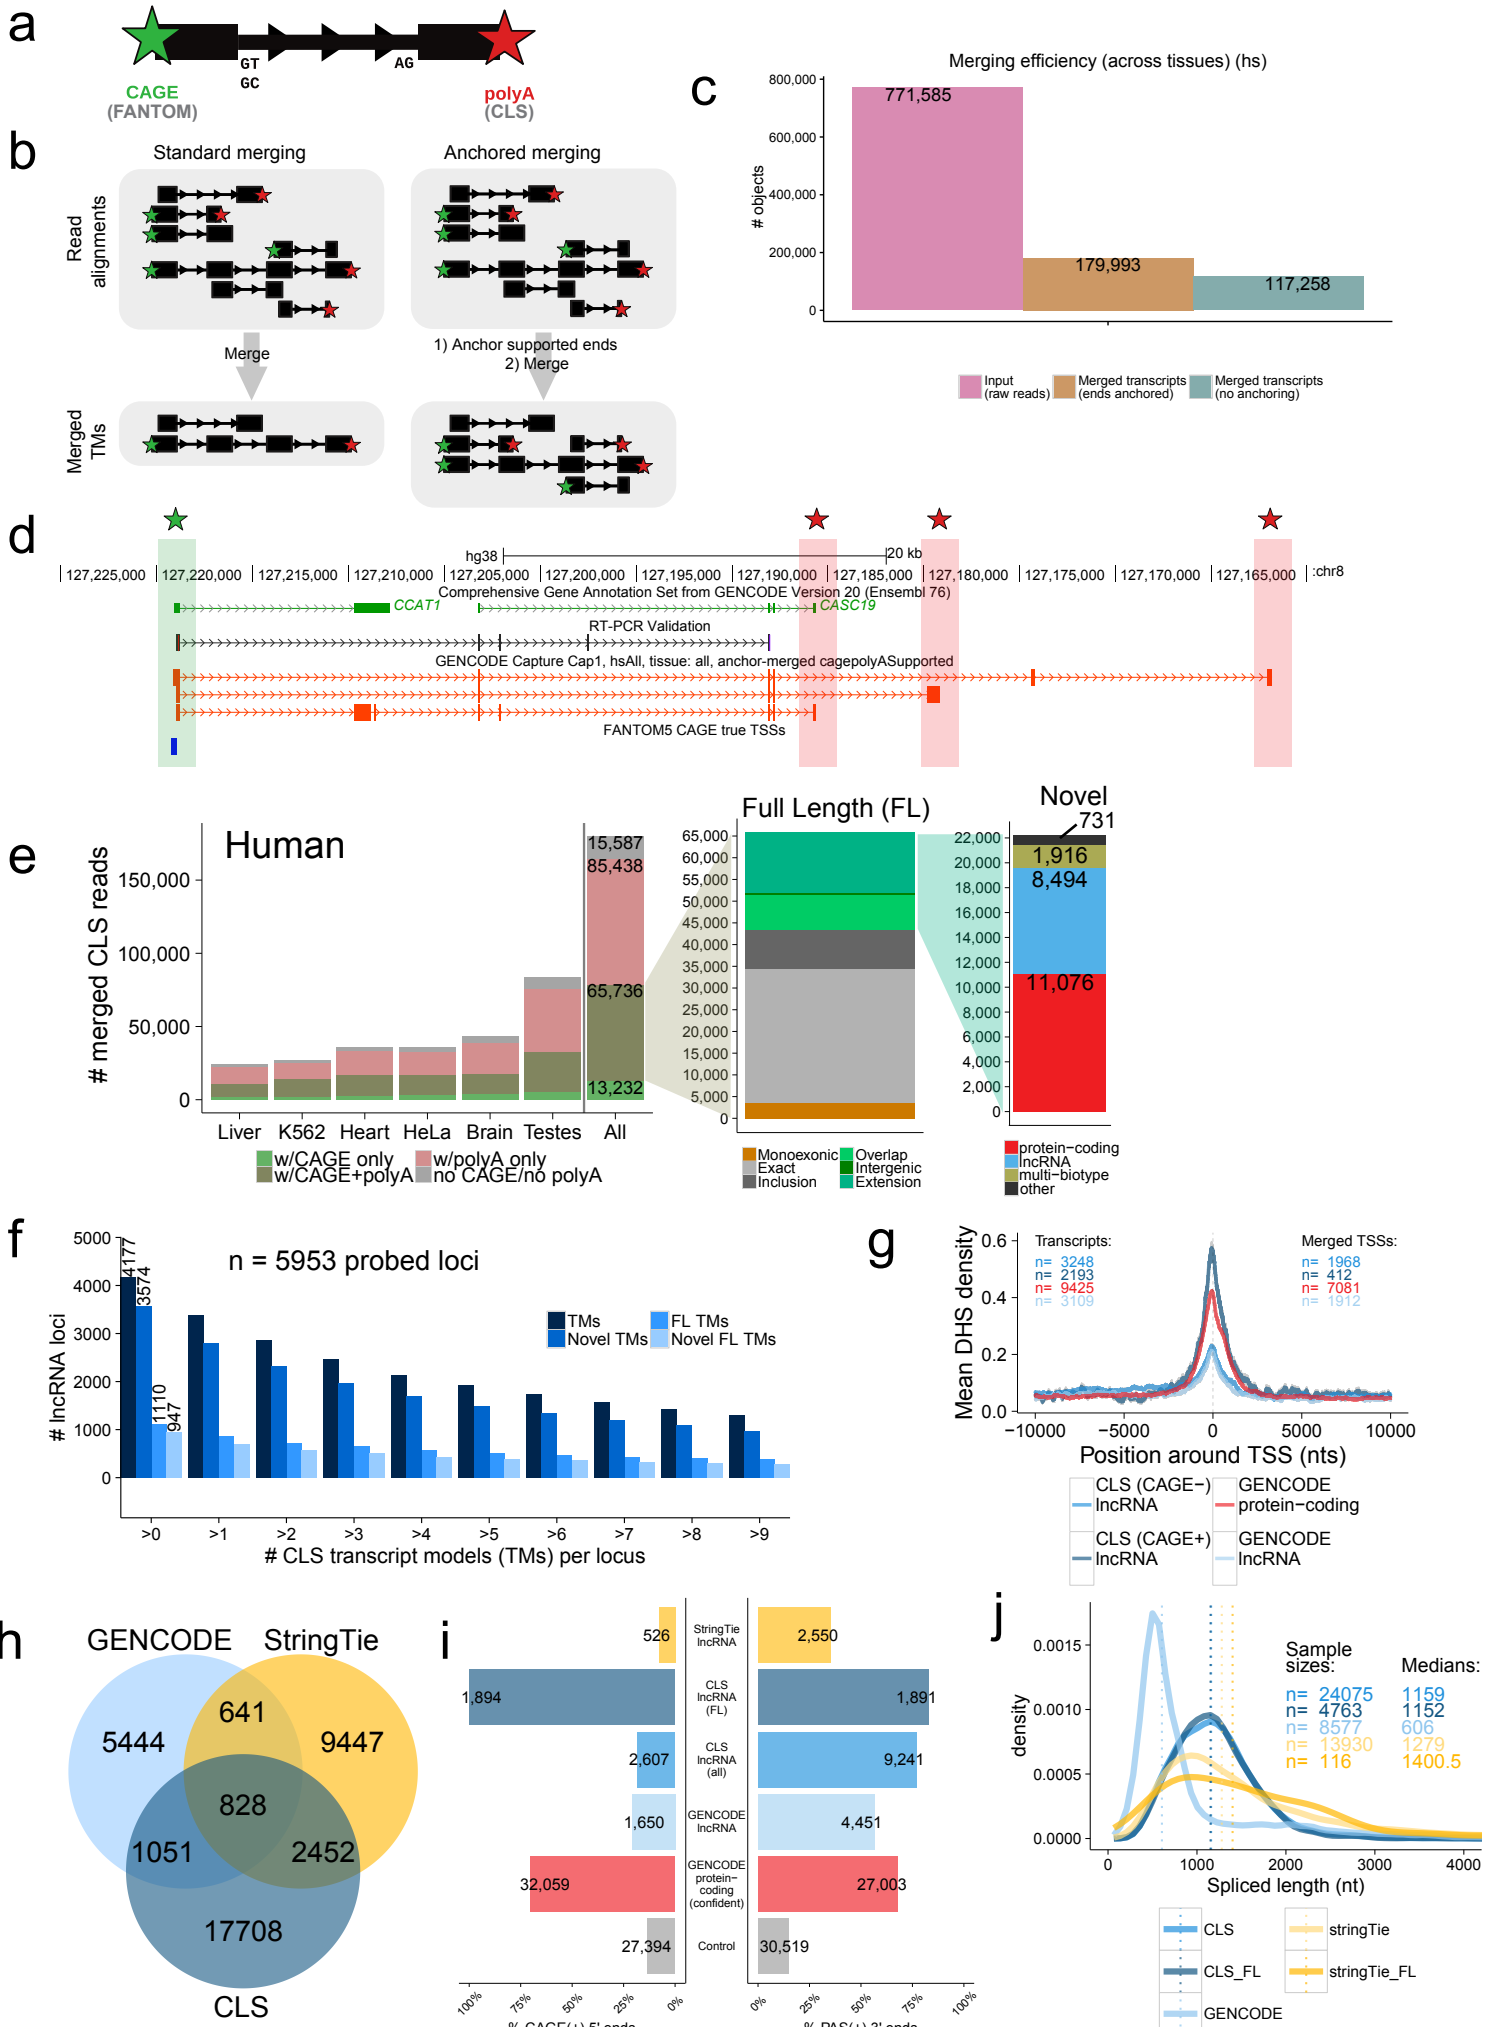 a
GT
GC
AG
CAGE
(FANTOM)
polyA
(CLS)
b
Standard merging
Anchored merging
Read
alignments
Merge
1) Anchor supported ends
2) Merge
Merged
TMs
c
Merging efficiency (across tissues) (hs)
# objects
800,000
600,000
400,000
200,000
0
771,585
179,993
117,258
Input
(raw reads)
Merged transcripts
(ends anchored)
Merged transcripts
(no anchoring)
d
hg38
20 kb
127,225,000
127,220,000
127,215,000
127,210,000
127,205,000
127,200,000
127,195,000
127,190,000
127,185,000
127,180,000
127,175,000
127,170,000
127,165,000
:chr8
Comprehensive Gene Annotation Set from GENCODE Version 20 (Ensembl 76)
CCAT1
CASC19
RT-PCR Validation
GENCODE Capture Cap1, hsAll, tissue: all, anchor-merged cagepolyASupported
FANTOM5 CAGE true TSSs
e
Human
# merged CLS reads
150,000
100,000
50,000
0
15,587
85,438
65,736
13,232
Liver
K562
Heart
HeLa
Brain
Testes
All
w/CAGE only
w/polyA only
w/CAGE+polyA
no CAGE/no polyA
Full Length (FL)
65,000
60,000
55,000
50,000
45,000
40,000
35,000
30,000
25,000
20,000
15,000
10,000
5,000
0
Monoexonic
Overlap
Exact
Intergenic
Inclusion
Extension
Novel
731
22,000
20,000
18,000
16,000
14,000
12,000
10,000
8,000
6,000
4,000
2,000
0
1,916
8,494
11,076
protein−coding
lncRNA
multi−biotype
other
f
n = 5953 probed loci
# lncRNA loci
5000
4000
3000
2000
1000
0
4177
3574
1110
947
TMs
FL TMs
Novel TMs
Novel FL TMs
>0
>1
>2
>3
>4
>5
>6
>7
>8
>9
# CLS transcript models (TMs) per locus
g
Mean DHS density
0.6
0.4
0.2
0.0
Transcripts:
n= 3248
n= 2193
n= 9425
n= 3109
Merged TSSs:
n= 1968
n= 412
n= 7081
n= 1912
−10000
−5000
0
5000
10000
Position around TSS (nts)
CLS (CAGE−)
lncRNA
GENCODE
protein−coding
CLS (CAGE+)
lncRNA
GENCODE
lncRNA
h
GENCODE
StringTie
641
5444
9447
828
1051
2452
17708
CLS
i
526
StringTie
lncRNA
2,550
1,894
CLS
lncRNA
(FL)
1,891
2,607
CLS
lncRNA
(all)
9,241
1,650
GENCODE
lncRNA
4,451
32,059
GENCODE
protein−
coding
(confident)
27,003
27,394
Control
30,519
100%
75%
50%
25%
0%
0%
25%
50%
75%
100%
% CAGE(+) 5' ends
% PAS(+) 3' ends
j
density
0.0015
0.0010
0.0005
0.0000
Sample
sizes:
Medians:
n= 24075 1159
n= 4763 1152
n= 8577 606
n= 13930 1279
n= 116 1400.5
0
1000
2000
3000
4000
Spliced length (nt)
CLS
stringTie
CLS_FL
stringTie_FL
GENCODE